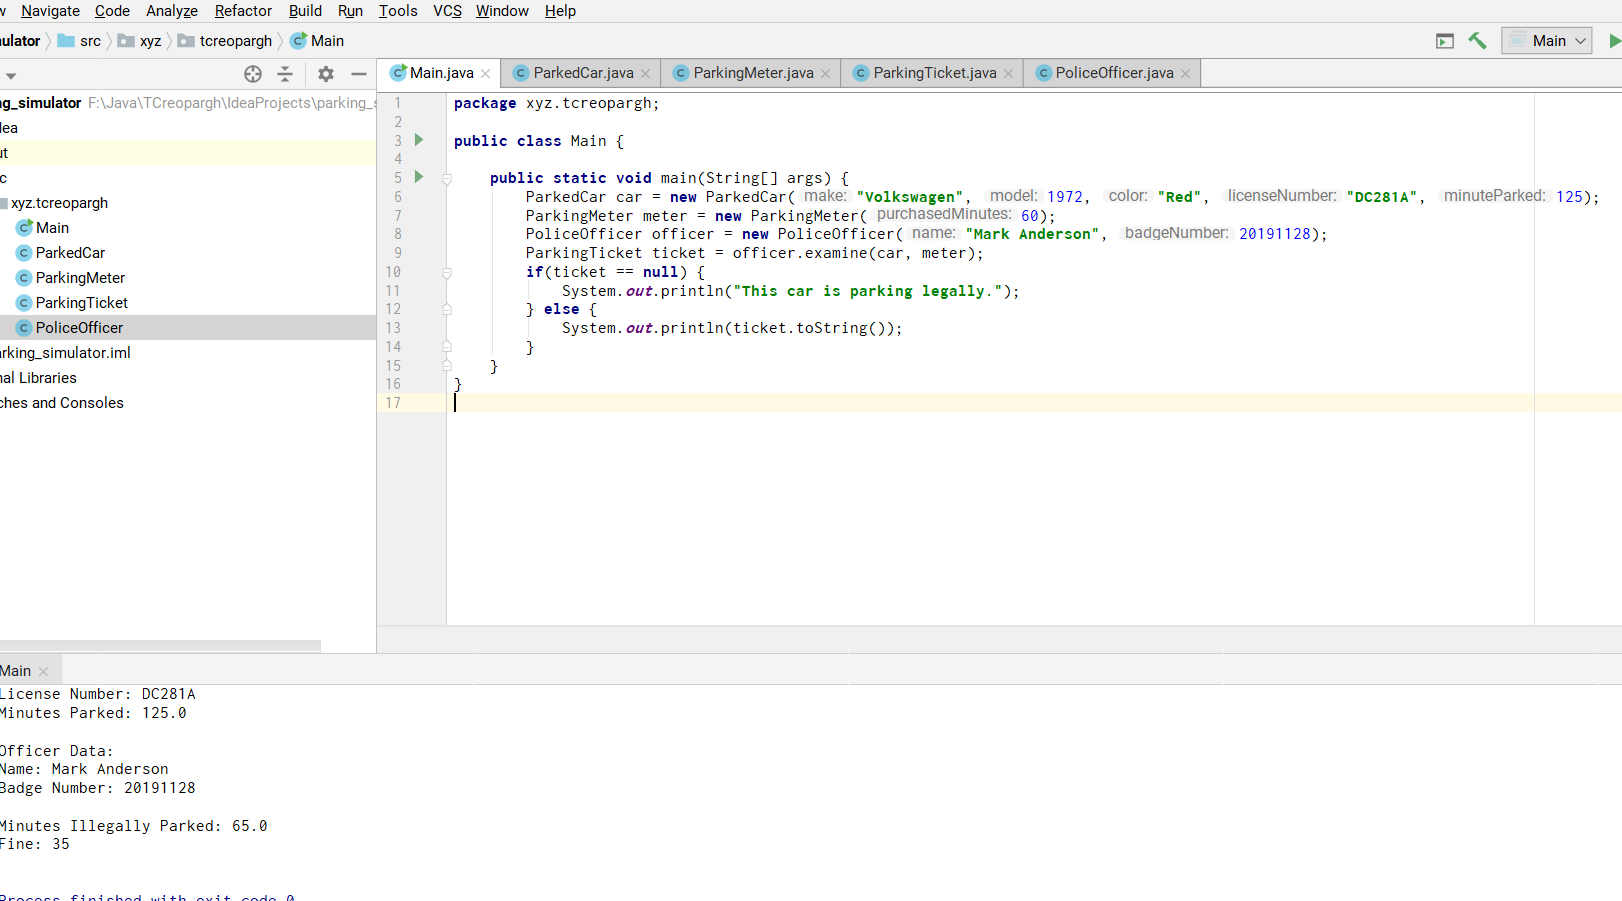 w Navigate Code Analyze Refactor Build Run Tools VCS Window Help
ulator src xyz tcreopargh Main Main
Main.java ParkedCar.java ParkingMeter.java ParkingTicket.java PoliceOfficer.java
ng_simulator F:\Java\TCreopargh\IdeaProjects\parking_s
dea
ut
rc
xyz.tcreopargh
Main
ParkedCar
ParkingMeter
ParkingTicket
PoliceOfficer
arking_simulator.iml
nal Libraries
tches and Consoles
1 package xyz.tcreopargh;
2
3 public class Main {
4
5 public static void main(String[] args) {
6 ParkedCar car = new ParkedCar( make: "Volkswagen", model: 1972, color: "Red", licenseNumber: "DC281A", minuteParked: 125);
7 ParkingMeter meter = new ParkingMeter( purchasedMinutes: 60);
8 PoliceOfficer officer = new PoliceOfficer( name: "Mark Anderson", badgeNumber: 20191128);
9 ParkingTicket ticket = officer.examine(car, meter);
10 if(ticket == null) {
11 System.out.println("This car is parking legally.");
12 } else {
13 System.out.println(ticket.toString());
14 }
15 }
16 }
17
Main
License Number: DC281A
Minutes Parked: 125.0
Officer Data:
Name: Mark Anderson
Badge Number: 20191128
Minutes Illegally Parked: 65.0
Fine: 35
Process finished with exit code 0